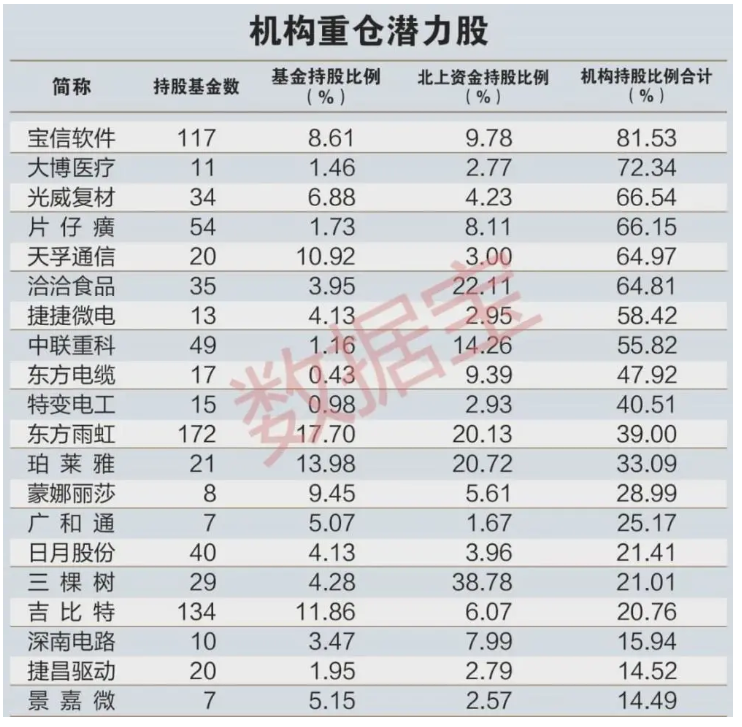 机构重仓潜力股
简称 持股基金数 基金持股比例(%) 北上资金持股比例(%) 机构持股比例合计(%)
宝信软件 117 8.61 9.78 81.53
大博医疗 11 1.46 2.77 72.34
光威复材 34 6.88 4.23 66.54
片仔癀 54 1.73 8.11 66.15
天孚通信 20 10.92 3.00 64.97
洽洽食品 35 3.95 22.11 64.81
捷捷微电 13 4.13 2.95 58.42
中联重科 49 1.16 14.26 55.82
东方电缆 17 0.43 9.39 47.92
特变电工 15 0.98 2.93 40.51
东方雨虹 172 17.70 20.13 39.00
珀莱雅 21 13.98 20.72 33.09
蒙娜丽莎 8 9.45 5.61 28.99
广和通 7 5.07 1.67 25.17
日月股份 40 4.13 3.96 21.41
三棵树 29 4.28 38.78 21.01
吉比特 134 11.86 6.07 20.76
深南电路 10 3.47 7.99 15.94
捷昌驱动 20 1.95 2.79 14.52
景嘉微 7 5.15 2.57 14.49
数据宝